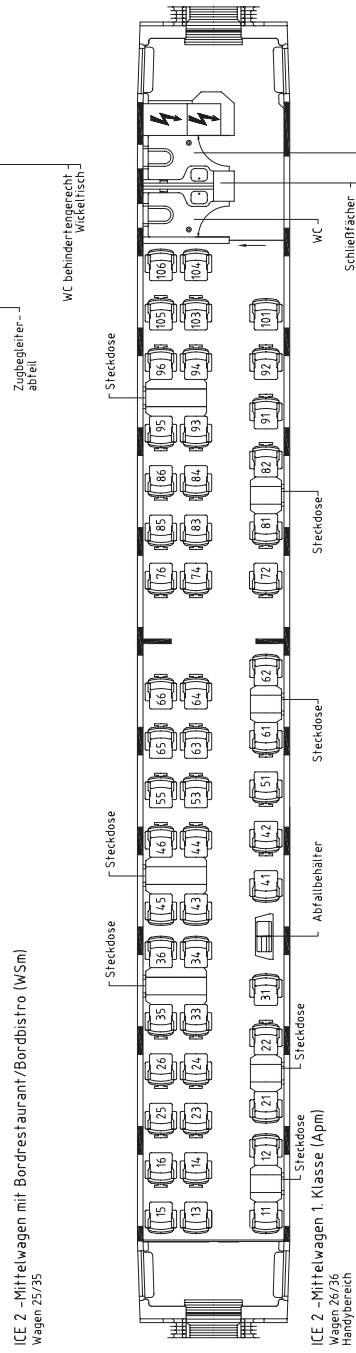 ICE 2 -Mittelwagen mit Bordrestaurant/Bordbistro (WSm)
Wagen 25/35
Zugbegleiter-
abteil
WC behindertengerecht
Wickeltisch
Steckdose
Steckdose
Steckdose
15 16 25 26 35 36 45 46 55 65 66 76 85 86 95 96 105 106
13 14 23 24 33 34 43 44 53 63 64 74 83 84 93 94 103 104
11 12 21 22 31 41 42 51 61 62 72 81 82 91 92 101
Steckdose
Steckdose
Abfallbehälter
Steckdose
Steckdose
WC
Schließfächer
ICE 2 -Mittelwagen 1. Klasse (Apm)
Wagen 26/36
Handybereich